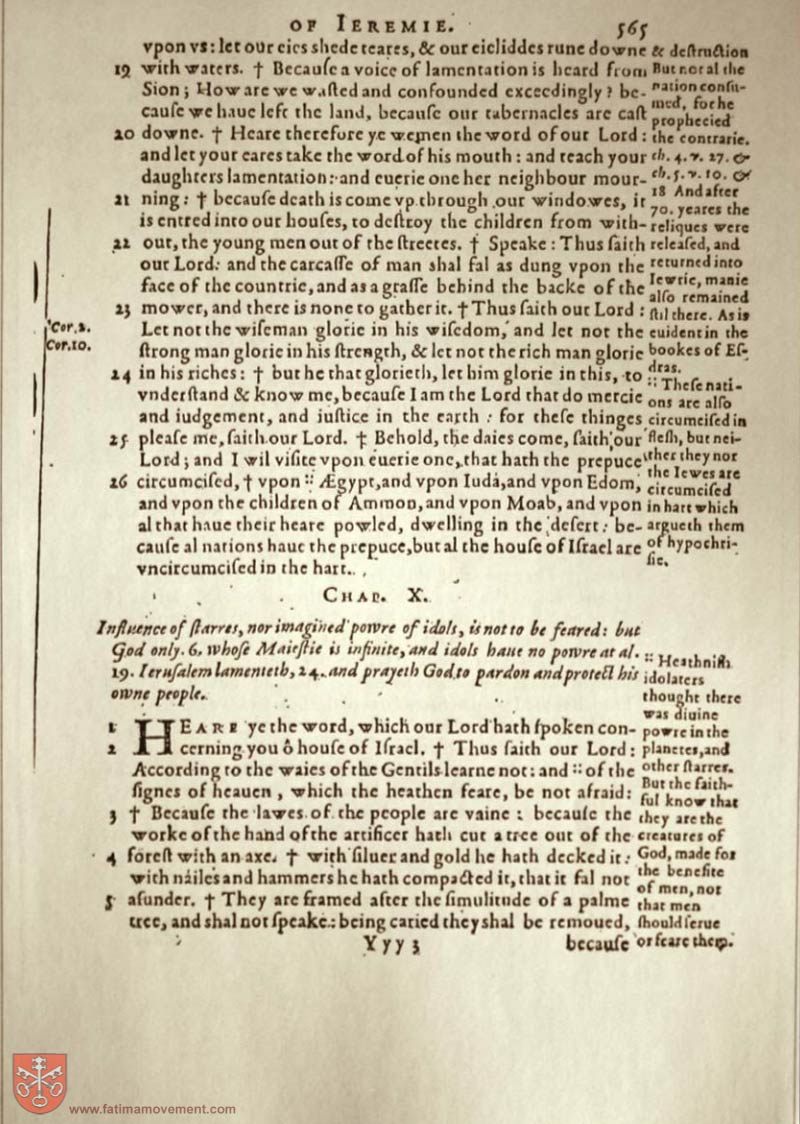 OF IEREMIE. 565
vpon vs: let our eies shede teares, & our eieliddes rune downe
19 with waters. † Becauſe a voice of lamentation is heard from
Sion; How are we waſted and confounded exceedingly? be-
cauſe we haue left the land, becauſe our tabernacles are caſt
20 downe. † Heare therefore ye wemen the word of our Lord:
and let your eares take the word of his mouth: and teach your
daughters lamentation: and euerie one her neighbour mour-
21 ning: † becauſe death is come vp through our windowes, it
is entred into our houſes, to deſtroy the children from with-
22 out, the young men out of the ſtreetes. † Speake: Thus ſaith
our Lord: and the carcaſſe of man shal fal as dung vpon the
face of the countrie, and as a graſſe behind the backe of the
23 mower, and there is none to gather it. † Thus ſaith our Lord:
Let not the wiſeman glorie in his wiſedom, and let not the
ſtrong man glorie in his ſtrength, & let not the rich man glorie
24 in his riches: † but he that glorieth, let him glorie in this, to
vnderſtand & know me, becauſe I am the Lord that do mercie
and iudgement, and iuſtice in the earth: for theſe thinges
25 pleaſe me, ſaith our Lord. † Behold, the daies come, ſaith our
Lord; and I wil viſite vpon euerie one, that hath the prepuce
26 circumciſed, † vpon :: Ægypt, and vpon Iuda, and vpon Edom,
and vpon the children of Ammon, and vpon Moab, and vpon
al that haue their heare powled, dwelling in the deſert: be-
cauſe al nations haue the prepuce, but al the houſe of Iſrael are
vncircumciſed in the hart.
& deſtruction
But not al the
nation conſu-
med, for he
prophecied
the contrarie.
ch. 4. v. 27. &
ch. 5. v. 10. &
18 And after
70. yeares the
reliques were
releaſed, and
returned into
Iewrie, manie
alſo remained
ſtil there. As is
euident in the
bookes of Eſ-
dras.
:: Theſe nati-
ons are alſo
circumciſed in
fleſh, but nei-
ther they nor
the Iewes are
circumciſed
in hart which
argueth them
of hypochri-
ſie.
1 Cor. 1.
2 Cor. 10.
CHAP. X.
Influence of ſtarres, nor imagined powre of idols, is not to be feared: but
God only. 6. whoſe Maieſtie is infinite, and idols haue no powre at al.
19. Ieruſalem lamenteth, 24. and prayeth God to pardon and protect his
owne people.
1 HEARE ye the word, which our Lord hath ſpoken con-
2 cerning you ô houſe of Iſrael. † Thus ſaith our Lord:
According to the waies of the Gentils learne not: and :: of the
ſignes of heauen, which the heathen feare, be not afraid:
3 † Becauſe the lawes of the people are vaine: becauſe the
worke of the hand of the artificer hath cut a tree out of the
4 foreſt with an axe. † with ſiluer and gold he hath decked it:
with nailes and hammers he hath compacted it, that it fal not
5 aſunder. † They are framed after the ſimulitude of a palme
tree, and shal not ſpeake: being caried they shal be remoued,
Yyy 3 becauſe
:: Heathniſh
idolaters
thought there
was diuine
powre in the
planetes, and
other ſtarres.
But the faith-
ful know that
they are the
creatures of
God, made for
the benefite
of men, not
that men
ſhould ſerue
or feare them.
www.fatimamovement.com